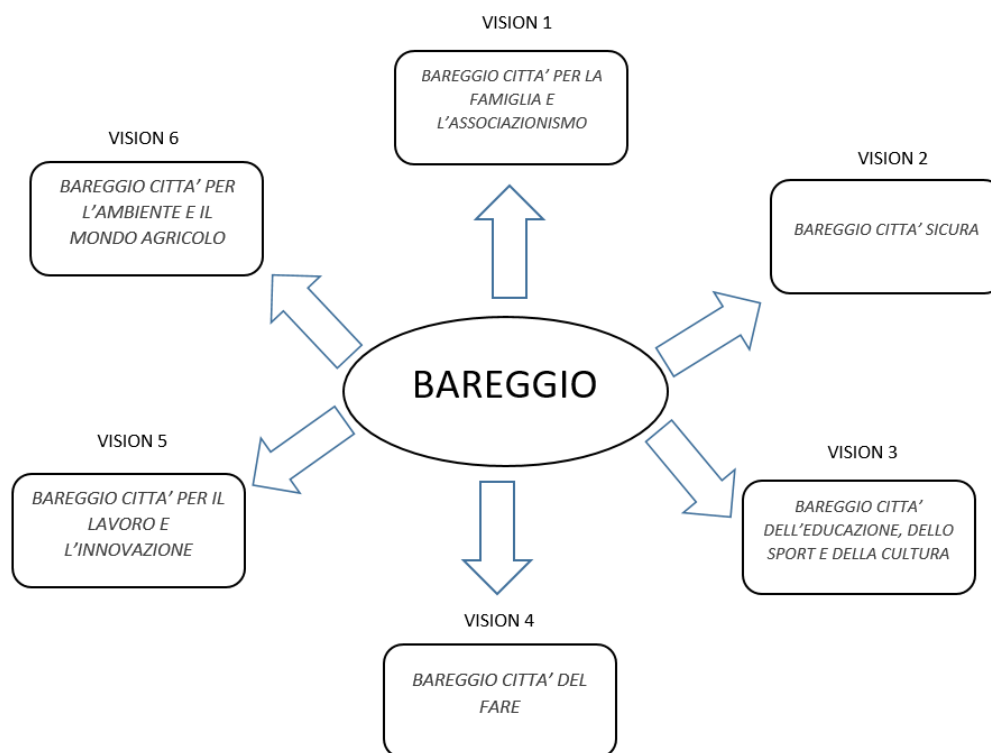 VISION 1
BAREGGIO CITTA’ PER LA
FAMIGLIA E
L’ASSOCIAZIONISMO
VISION 6
BAREGGIO CITTA’ PER
L’AMBIENTE E IL
MONDO AGRICOLO
VISION 2
BAREGGIO CITTA’ SICURA
BAREGGIO
VISION 5
BAREGGIO CITTA’ PER IL
LAVORO E
L’INNOVAZIONE
VISION 3
BAREGGIO CITTA’
DELL’EDUCAZIONE, DELLO
SPORT E DELLA CULTURA
VISION 4
BAREGGIO CITTA’ DEL
FARE